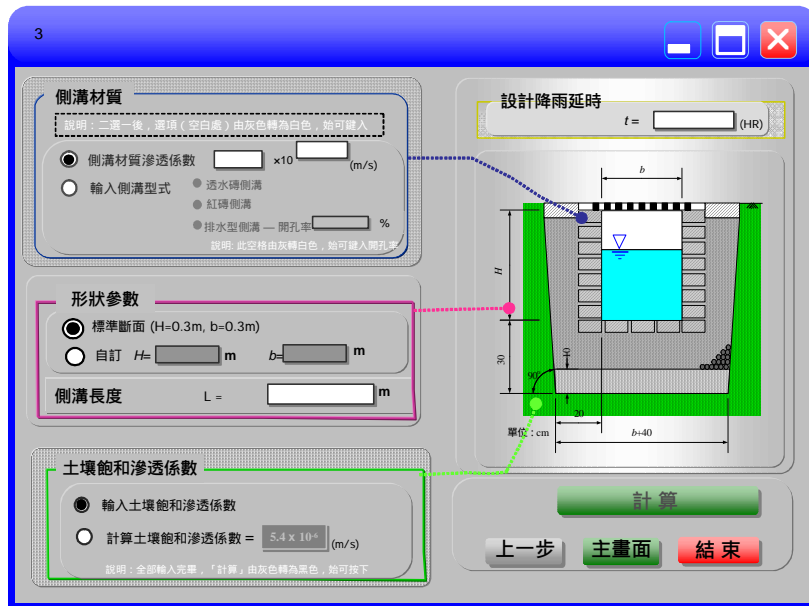 3
側溝材質
說明：二選一後，選項（空白處）由灰色轉為白色，始可鍵入
側溝材質滲透係數 ×10 (m/s)
輸入側溝型式
透水磚側溝
紅磚側溝
排水型側溝 — 開孔率 %
說明: 此空格由灰轉白色，始可鍵入開孔率
形狀參數
標準斷面 (H=0.3m, b=0.3m)
自訂 H= m b= m
側溝長度 L = m
土壤飽和滲透係數
輸入土壤飽和滲透係數
計算土壤飽和滲透係數 = 5.4 x 10-6 (m/s)
說明：全部輸入完畢，「計算」由灰色轉為黑色，始可按下
設計降雨延時
t = (HR)
b
H
30
10
90°
20
單位：cm
b+40
計 算
上一步 主畫面 結 束